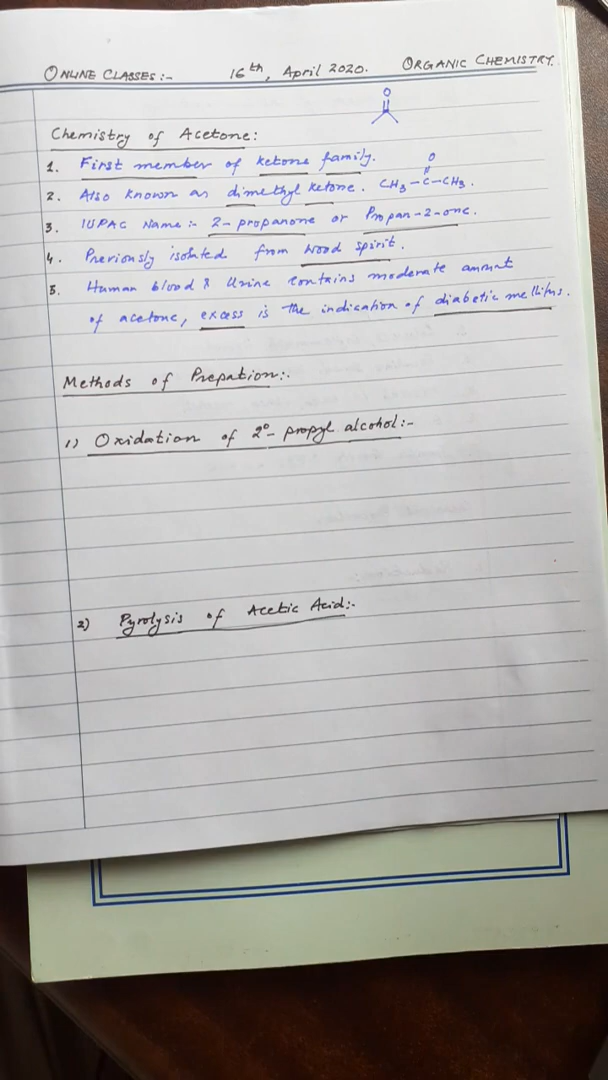 ONLINE CLASSES :- 16th, April 2020. ORGANIC CHEMISTRY.
O
Chemistry of Acetone:
1. First member of ketone family.
O
2. Also known as dimethyl ketone. CH3-C-CH3.
3. IUPAC Name :- 2-propanone or Propan-2-one.
4. Previously isolated from wood spirit.
5. Human blood & Urine contains moderate amount
of acetone, excess is the indication of diabetic mellitus.
Methods of Prepation:-
1) Oxidation of 2°- propyl alcohol:-
2) Pyrolysis of Acetic Acid:-